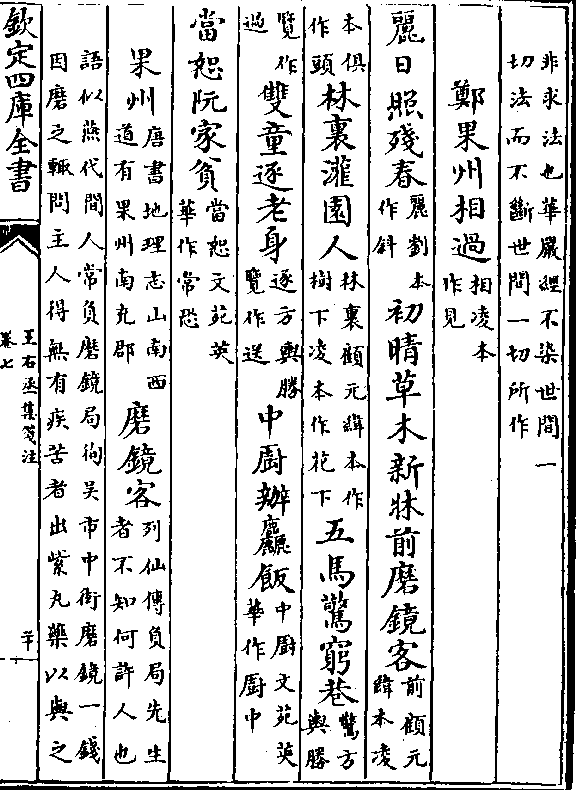 非求法也華嚴經不染世間一
切法而不斷世間一切所作
鄭果州相過相凌本
作見
麗日照殘春麗劉本
作斜
初晴草木新牀前磨鏡客前顧元
緯本凌
本俱
作頭
林裏灌園人林裏顧元緯本作
樹下凌本作花下
五馬驚窮巷驚方
輿勝
覽作
過
雙童逐老身逐方輿勝
覽作送
中厨辦麤飯中厨文苑英
華作厨中
當恕阮家貧當恕文苑英
華作常恐
果州唐書地理志山南西
道有果州南充郡
磨鏡客列仙傳負局先生
者不知何許人也
語似燕代間人常負磨鏡局徇吳市中衒磨鏡一錢
因磨之輒問主人得無有疾苦者出紫丸藥以與之
欽定四庫全書
王右丞集箋注
卷七
二十